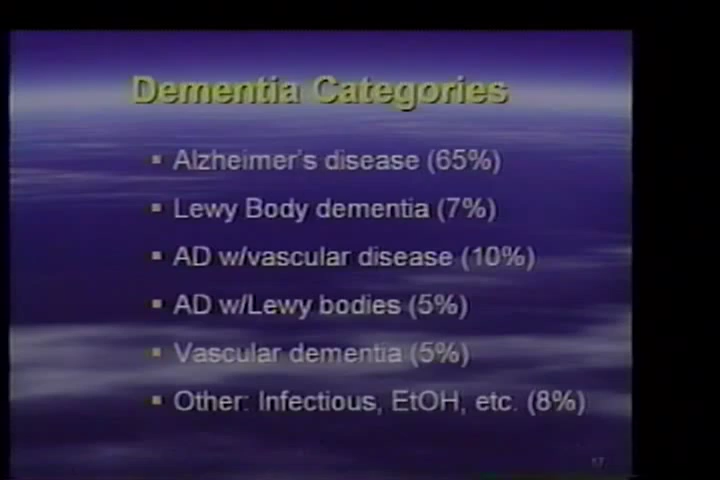 Dementia Categories
▪ Alzheimer's disease (65%)
▪ Lewy Body dementia (7%)
▪ AD w/vascular disease (10%)
▪ AD w/Lewy bodies (5%)
▪ Vascular dementia (5%)
▪ Other: Infectious, EtOH, etc. (8%)
17